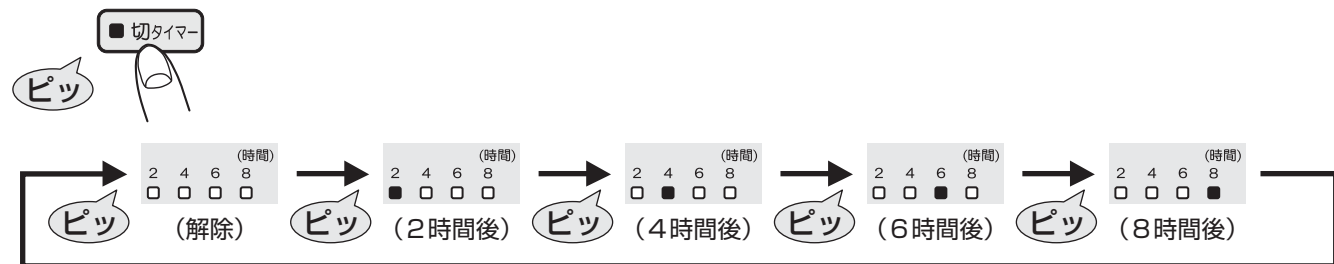 ■ 切タイマー
ピッ
(時間)
2 4 6 8
ピッ
(解除)
(時間)
2 4 6 8
ピッ
(2時間後)
(時間)
2 4 6 8
ピッ
(4時間後)
(時間)
2 4 6 8
ピッ
(6時間後)
(時間)
2 4 6 8
ピッ
(8時間後)